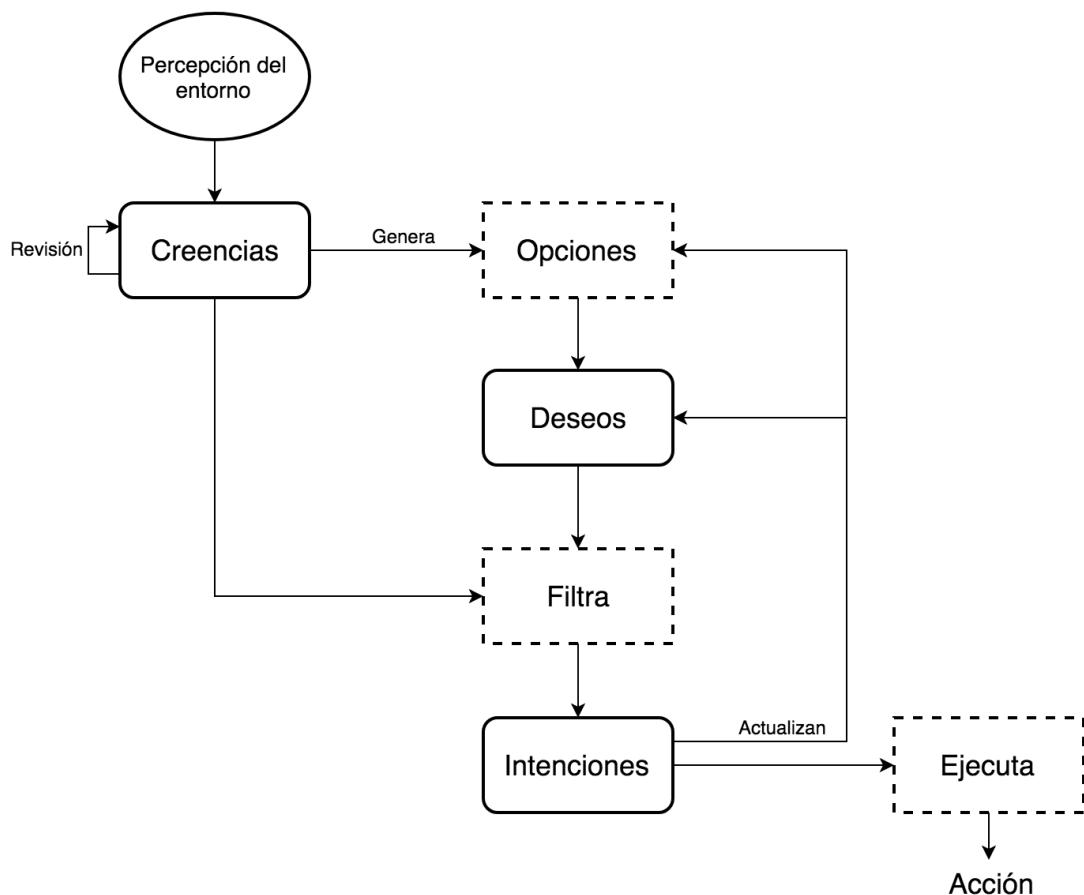 Percepción del
entorno
Revisión
Creencias
Genera
Opciones
Deseos
Filtra
Actualizan
Intenciones
Ejecuta
Acción